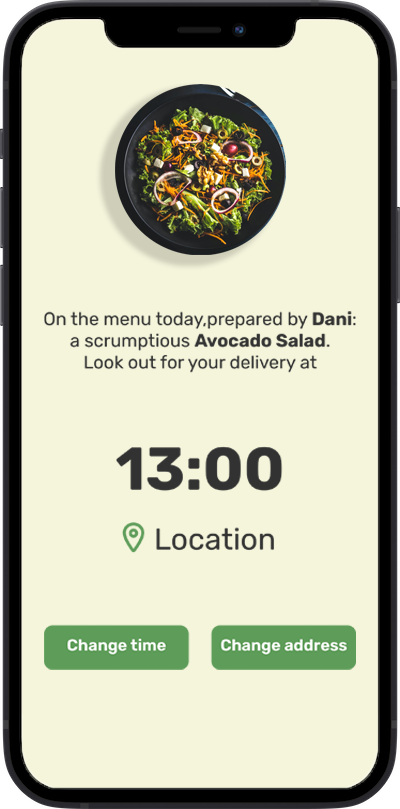 On the menu today,prepared by Dani:
a scrumptious Avocado Salad.
Look out for your delivery at
13:00
Location
Change time
Change address